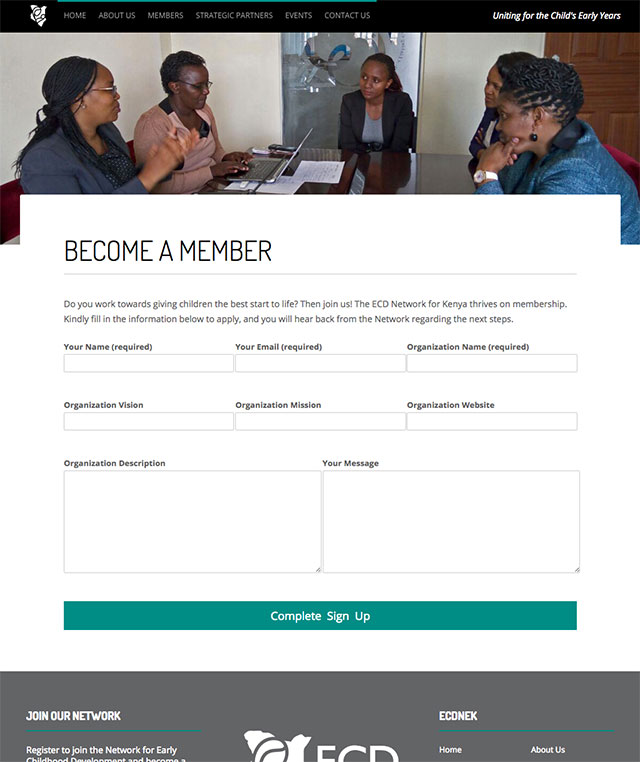 HOME ABOUT US MEMBERS STRATEGIC PARTNERS EVENTS CONTACT US
Uniting for the Child's Early Years
BECOME A MEMBER
Do you work towards giving children the best start to life? Then join us! The ECD Network for Kenya thrives on membership.
Kindly fill in the information below to apply, and you will hear back from the Network regarding the next steps.
Your Name (required) Your Email (required) Organization Name (required)
Organization Vision Organization Mission Organization Website
Organization Description Your Message
Complete Sign Up
JOIN OUR NETWORK
Register to join the Network for Early
Childhood Development and become a
ECD
ECDNEK
Home About Us